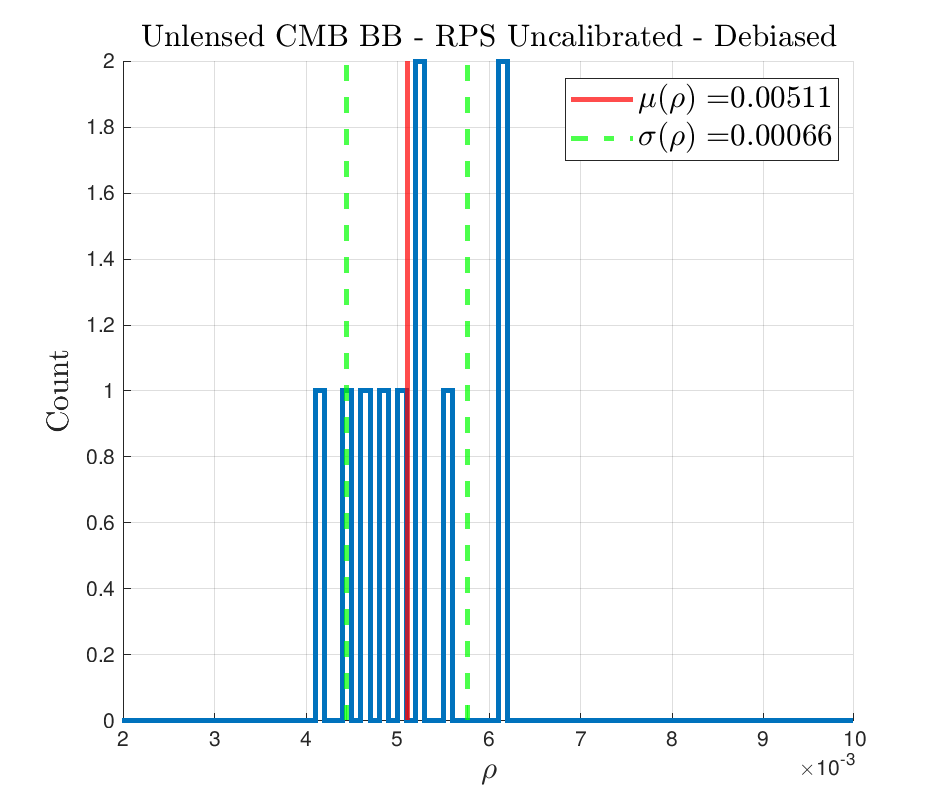 Unlensed CMB BB - RPS Uncalibrated - Debiased
μ(ρ) =0.00511
σ(ρ) =0.00066
Count
2
1.8
1.6
1.4
1.2
1
0.8
0.6
0.4
0.2
0
2 3 4 5 6 7 8 9 10
×10-3
ρ